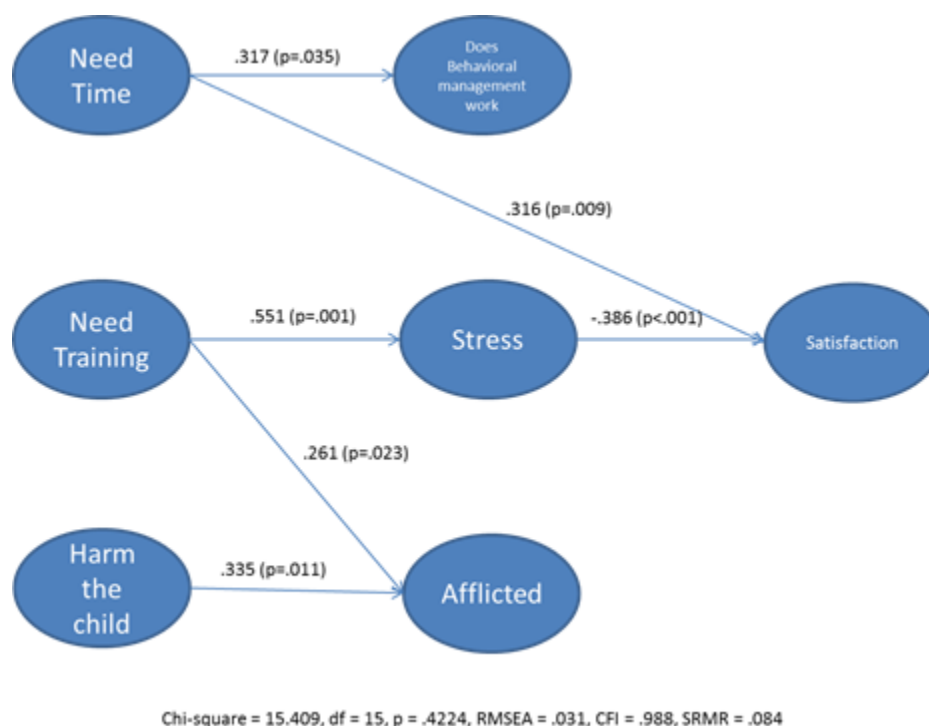 Need
Time
.317 (p=.035)
Does
Behavioral
management
work
.316 (p=.009)
Need
Training
.551 (p=.001)
Stress
-.386 (p<.001)
Satisfaction
.261 (p=.023)
Harm
the
child
.335 (p=.011)
Afflicted
Chi-square = 15.409, df = 15, p = .4224, RMSEA = .031, CFI = .988, SRMR = .084